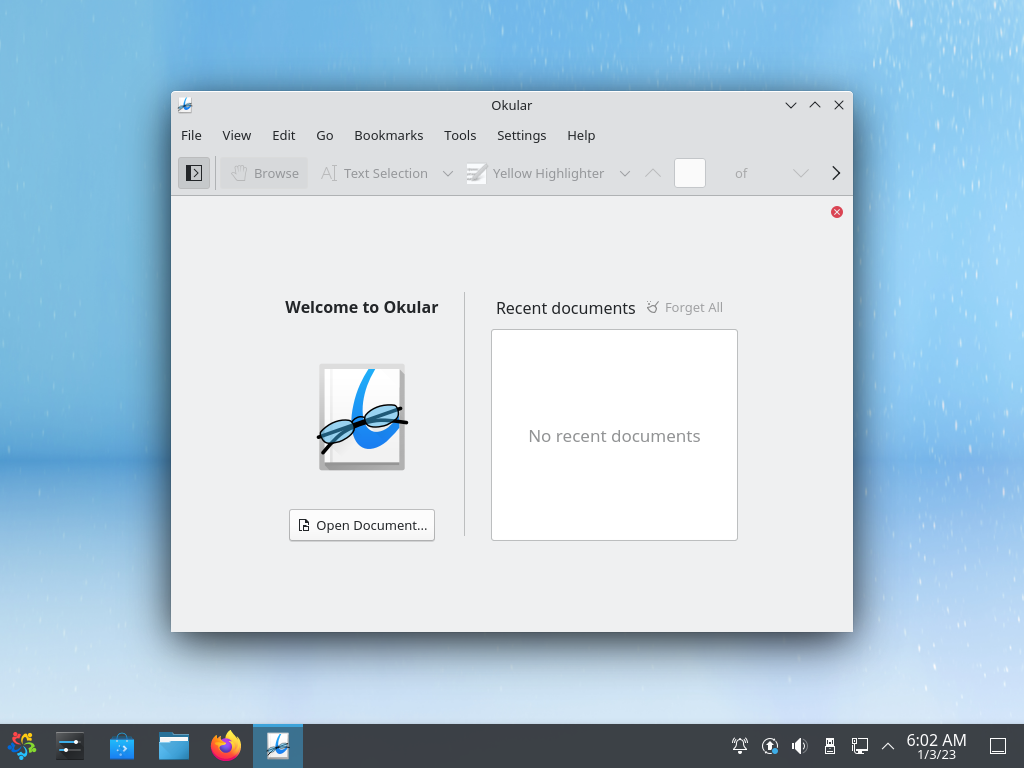 Okular
File View Edit Go Bookmarks Tools Settings Help
Browse Text Selection Yellow Highlighter of
Welcome to Okular
Recent documents Forget All
No recent documents
Open Document...
6:02 AM
1/3/23